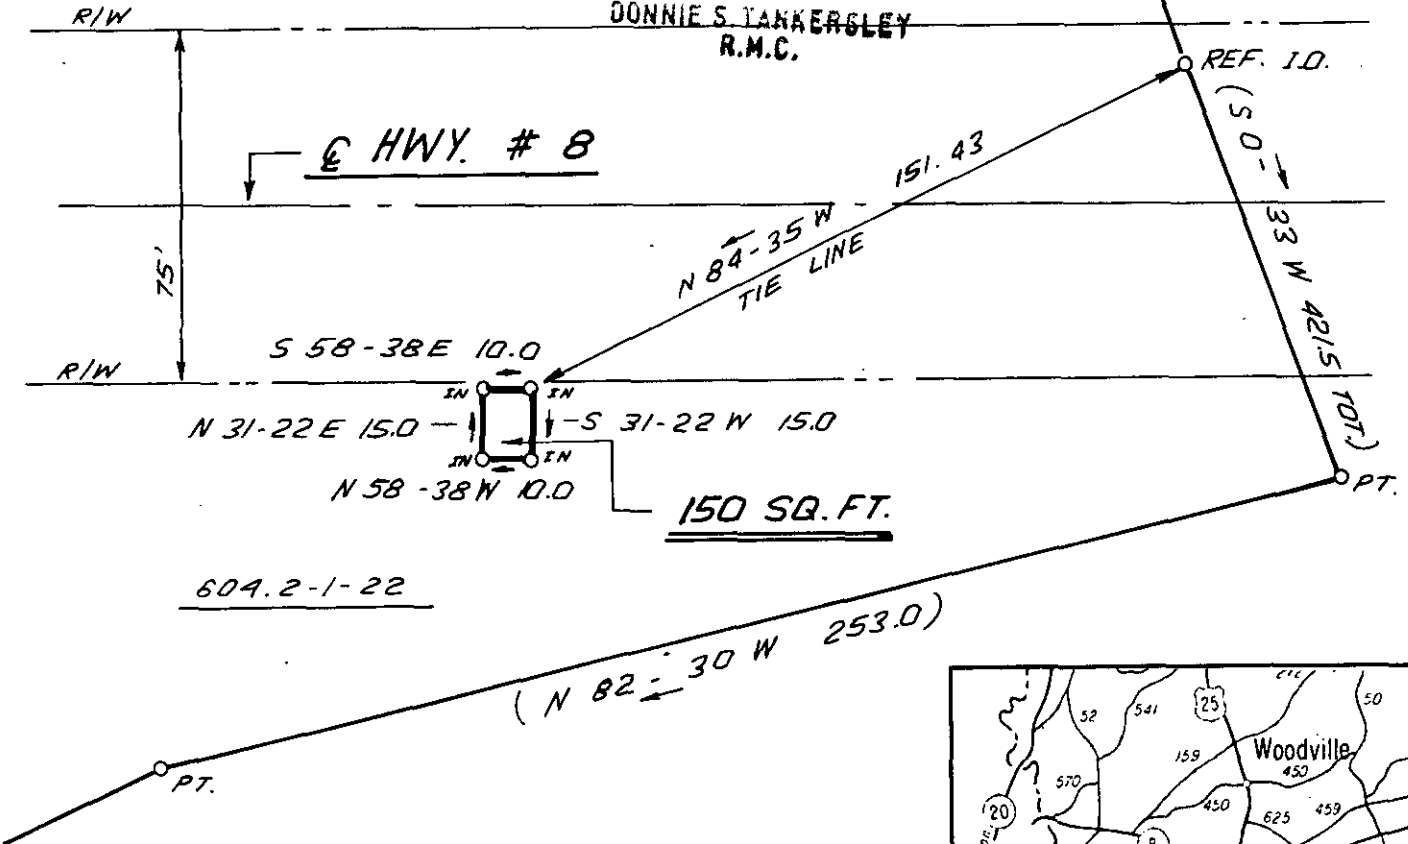 DONNIE S. TANKERSLEY
R.M.C.
R/W
REF. I.O.
℄ HWY. # 8
75'
151.43
N 84-35 W
TIE LINE
(S 0-33 W 421.5 TOT.)
S 58-38 E 10.0
R/W
IN IN
N 31-22 E 15.0
S 31-22 W 15.0
IN IN
N 58-38 W 10.0
150 SQ. FT.
PT.
604.2-1-22
(N 82-30 W 253.0)
PT.
52
541
25
50
159
Woodville
450
570
20
450
625
459
8